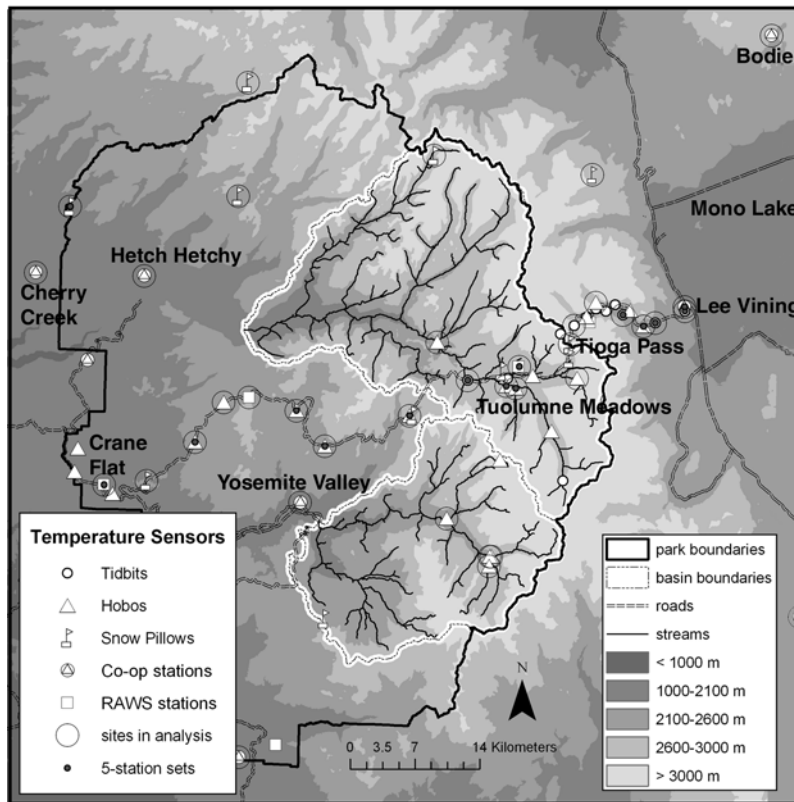 Bodie
Mono Lake
Hetch Hetchy
Cherry
Creek
Lee Vining
Tioga Pass
Tuolumne Meadows
Crane
Flat
Yosemite Valley
Temperature Sensors
Tidbits
Hobos
Snow Pillows
Co-op stations
RAWS stations
sites in analysis
5-station sets
N
0 3.5 7 14 Kilometers
park boundaries
basin boundaries
roads
streams
< 1000 m
1000-2100 m
2100-2600 m
2600-3000 m
> 3000 m